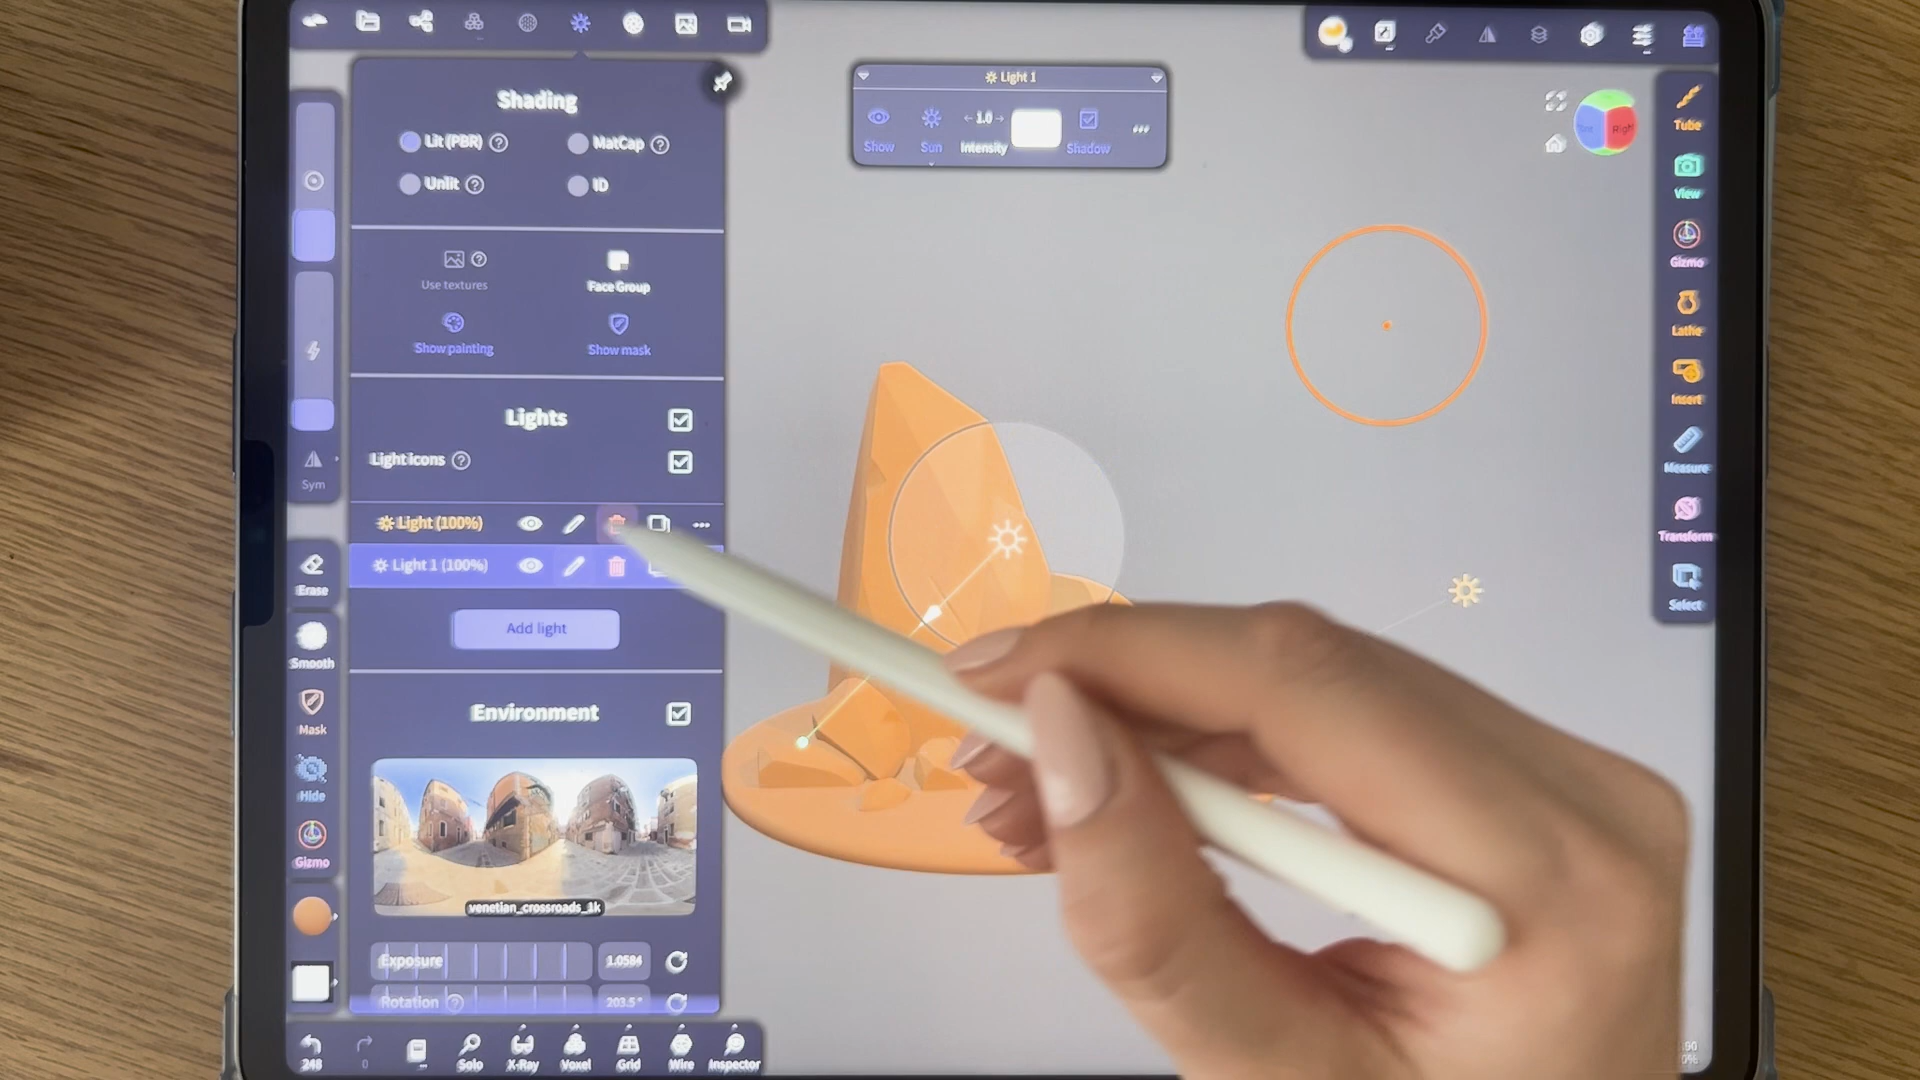 Shading
Lit (PBR) ?
MatCap ?
Unlit ?
ID
?
Use textures
Face Group
Show painting
Show mask
Lights
Light icons ?
Light (100%)
Light 1 (100%)
Add light
Environment
venetian_crossroads_1k
Exposure
1.0584
Rotation ?
203.5°
Sym
Erase
Smooth
Mask
Hide
Gizmo
248
0
Solo
X-Ray
Voxel
Grid
Wire
Inspector
Light 1
Show
Sun
1.0
Intensity
Shadow
Right
Tube
View
Gizmo
Lathe
Insert
Measure
Transform
Select